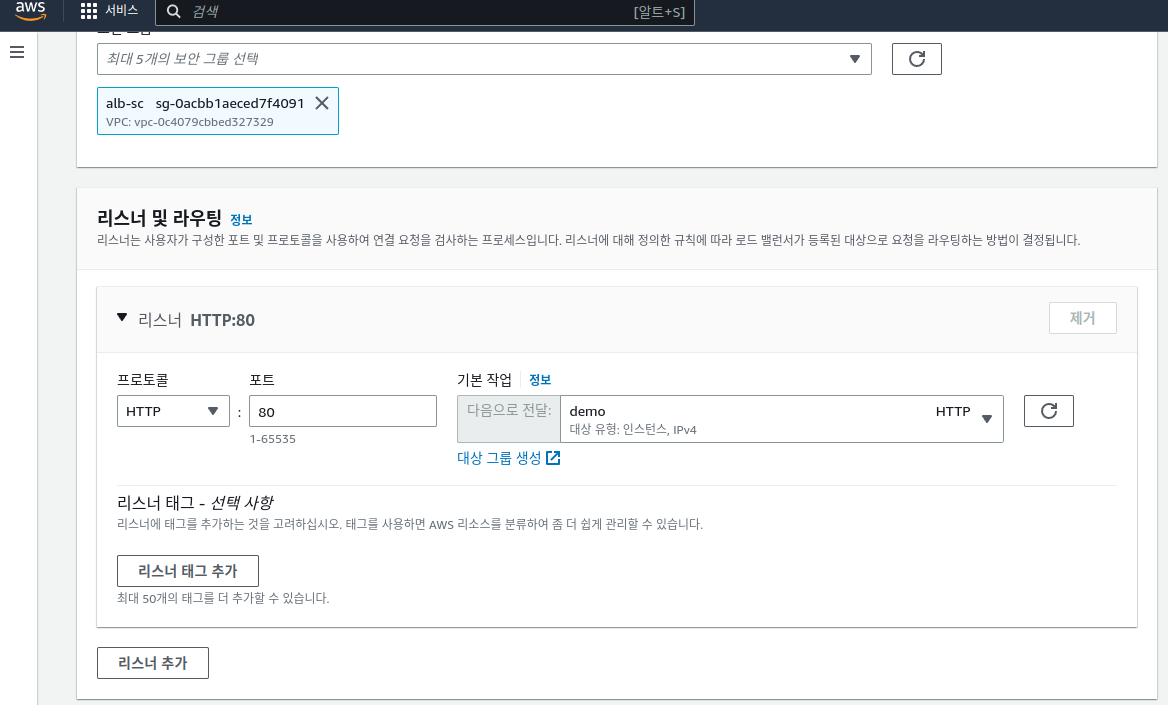 aws
서비스
검색
[알트+S]
최대 5개의 보안 그룹 선택
alb-sc sg-0acbb1aeced7f4091
VPC: vpc-0c4079cbbed327329
리스너 및 라우팅 정보
리스너는 사용자가 구성한 포트 및 프로토콜을 사용하여 연결 요청을 검사하는 프로세스입니다. 리스너에 대해 정의한 규칙에 따라 로드 밸런서가 등록된 대상으로 요청을 라우팅하는 방법이 결정됩니다.
리스너 HTTP:80
제거
프로토콜
포트
기본 작업
정보
HTTP
:
80
다음으로 전달:
demo
HTTP
대상 유형: 인스턴스, IPv4
1-65535
대상 그룹 생성
리스너 태그 - 선택 사항
리스너에 태그를 추가하는 것을 고려하십시오. 태그를 사용하면 AWS 리소스를 분류하여 좀 더 쉽게 관리할 수 있습니다.
리스너 태그 추가
최대 50개의 태그를 더 추가할 수 있습니다.
리스너 추가